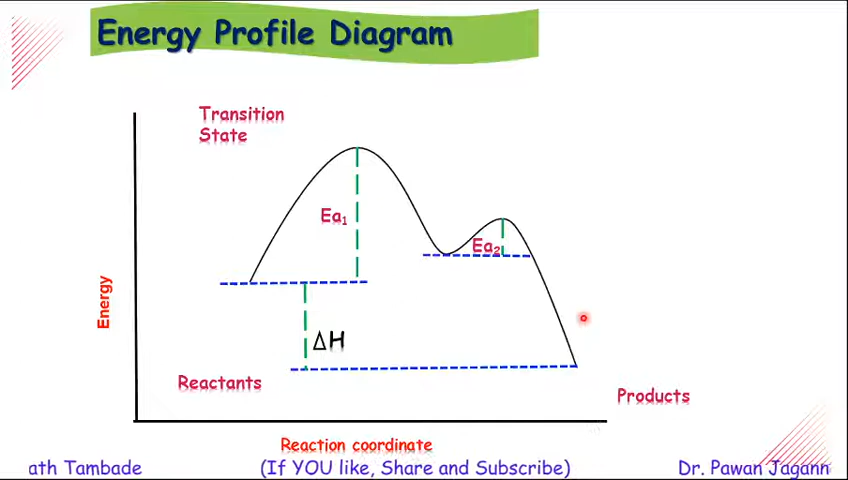 Energy Profile Diagram
Transition
State
Ea₁
Ea₂
Energy
ΔH
Reactants
Products
Reaction coordinate
ath Tambade
(If YOU like, Share and Subscribe)
Dr. Pawan Jagann